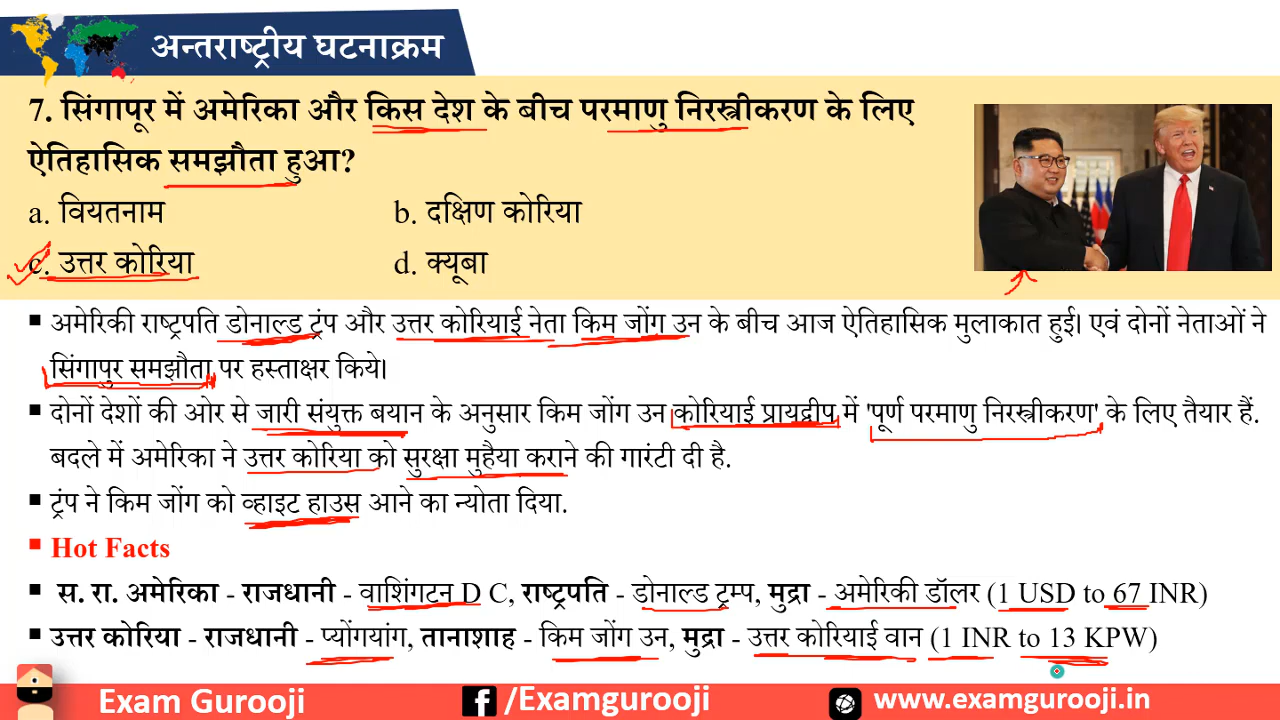 अन्तराष्ट्रीय घटनाक्रम
7. सिंगापूर में अमेरिका और किस देश के बीच परमाणु निरस्त्रीकरण के लिए
ऐतिहासिक समझौता हुआ?
a. वियतनाम
b. दक्षिण कोरिया
c. उत्तर कोरिया
d. क्यूबा
▪ अमेरिकी राष्ट्रपति डोनाल्ड ट्रंप और उत्तर कोरियाई नेता किम जोंग उन के बीच आज ऐतिहासिक मुलाकात हुई। एवं दोनों नेताओं ने
सिंगापुर समझौता पर हस्ताक्षर किये।
▪ दोनों देशों की ओर से जारी संयुक्त बयान के अनुसार किम जोंग उन कोरियाई प्रायद्वीप में 'पूर्ण परमाणु निरस्त्रीकरण' के लिए तैयार हैं.
बदले में अमेरिका ने उत्तर कोरिया को सुरक्षा मुहैया कराने की गारंटी दी है.
▪ ट्रंप ने किम जोंग को व्हाइट हाउस आने का न्योता दिया.
▪ Hot Facts
▪ स. रा. अमेरिका - राजधानी - वाशिंगटन D C, राष्ट्रपति - डोनाल्ड ट्रम्प, मुद्रा - अमेरिकी डॉलर (1 USD to 67 INR)
▪ उत्तर कोरिया - राजधानी - प्योंगयांग, तानाशाह - किम जोंग उन, मुद्रा - उत्तर कोरियाई वान (1 INR to 13 KPW)
Exam Gurooji
/Examgurooji
www.examgurooji.in